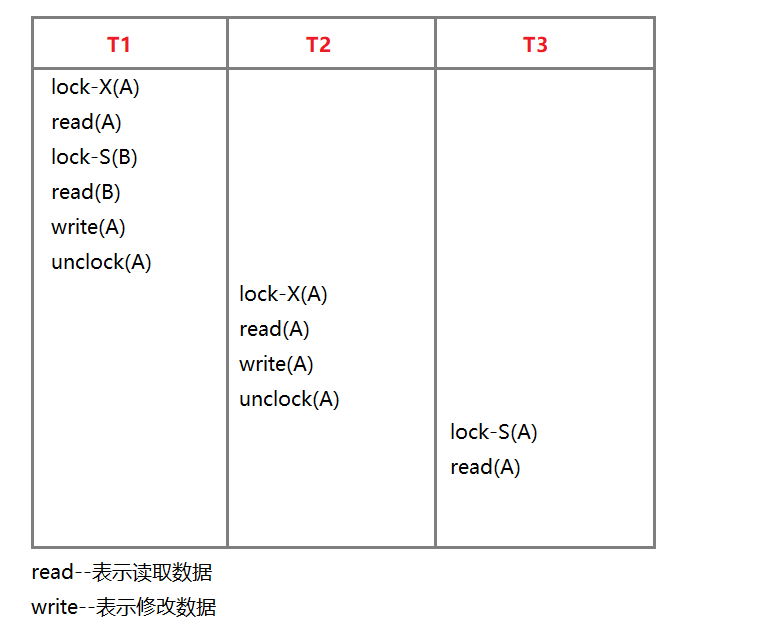 T1 T2 T3
lock-X(A)
read(A)
lock-S(B)
read(B)
write(A)
unclock(A)
lock-X(A)
read(A)
write(A)
unclock(A)
lock-S(A)
read(A)
read--表示读取数据
write--表示修改数据